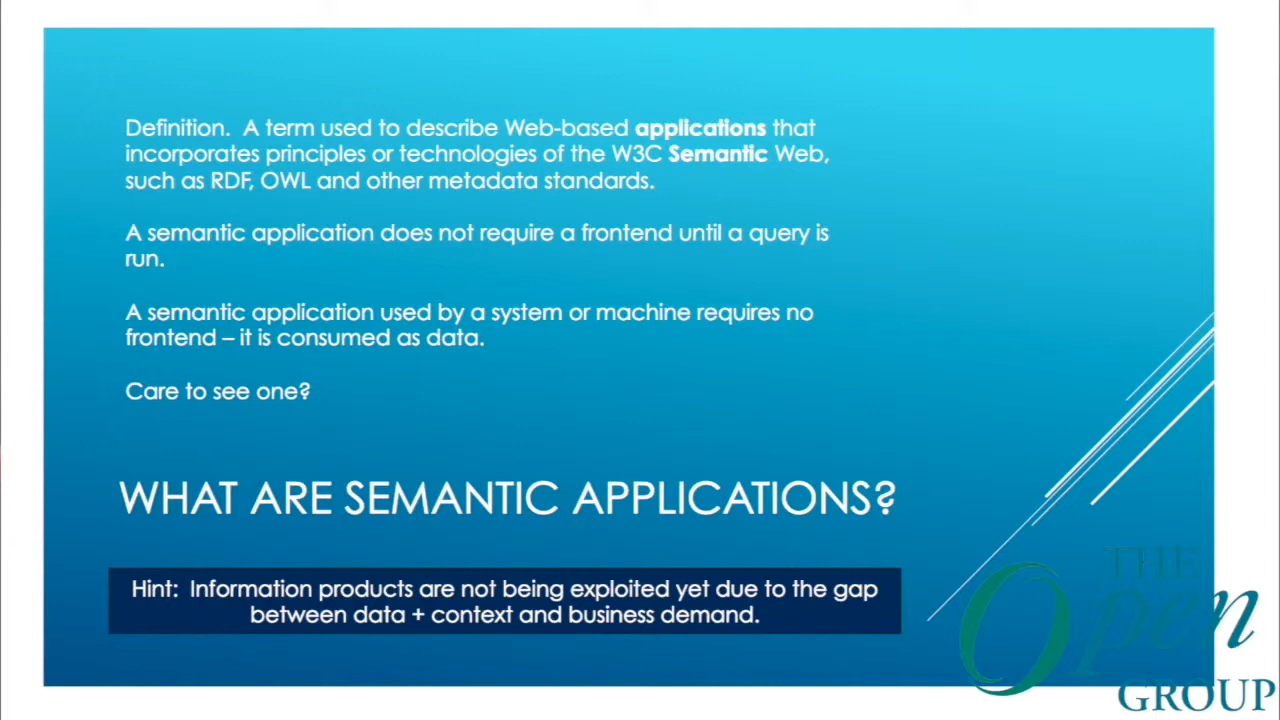 Definition.  A term used to describe Web-based applications that
incorporates principles or technologies of the W3C Semantic Web,
such as RDF, OWL and other metadata standards.
A semantic application does not require a frontend until a query is
run.
A semantic application used by a system or machine requires no
frontend – it is consumed as data.
Care to see one?
WHAT ARE SEMANTIC APPLICATIONS?
Hint:  Information products are not being exploited yet due to the gap
between data + context and business demand.
THE
Open
GROUP